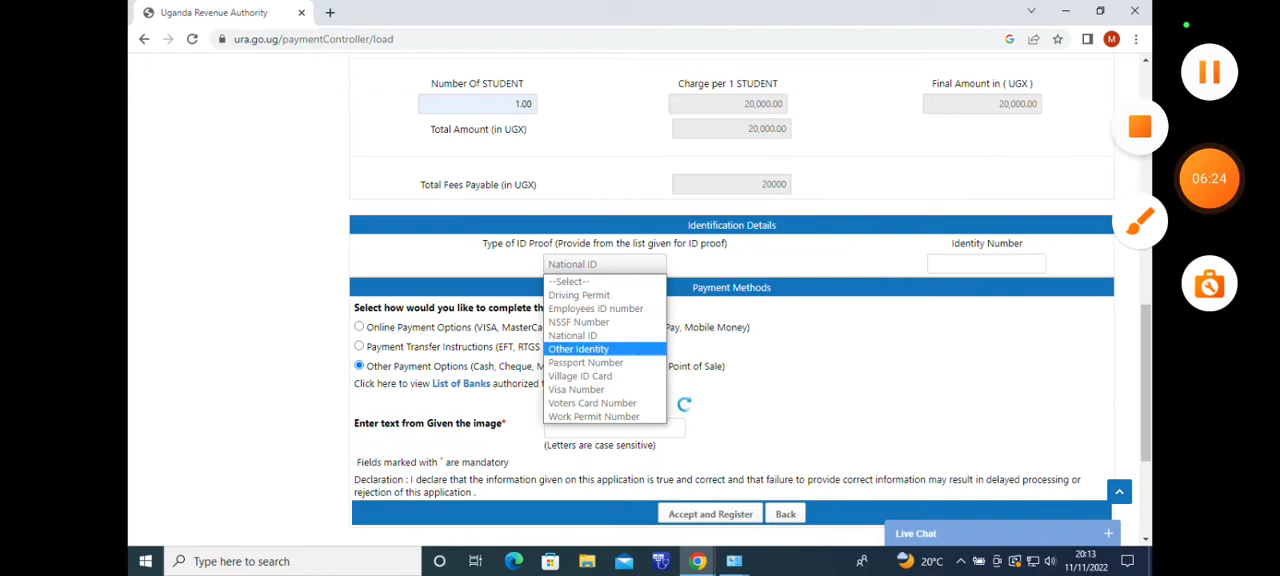 Uganda Revenue Authority
ura.go.ug/paymentController/load
M
Number Of STUDENT
Charge per 1 STUDENT
Final Amount in ( UGX )
1.00
20,000.00
20,000.00
Total Amount (in UGX)
20,000.00
Total Fees Payable (in UGX)
20000
Identification Details
Type of ID Proof (Provide from the list given for ID proof)
Identity Number
National ID
--Select--
Driving Permit
Employees ID number
NSSF Number
National ID
Other Identity
Passport Number
Village ID Card
Visa Number
Voters Card Number
Work Permit Number
Payment Methods
Select how would you like to complete th
Online Payment Options (VISA, MasterCa
Pay, Mobile Money)
Payment Transfer Instructions (EFT, RTGS
Other Payment Options (Cash, Cheque, M
Point of Sale)
Click here to view List of Banks authorized t
Enter text from Given the image*
(Letters are case sensitive)
Fields marked with * are mandatory
Declaration : I declare that the information given on this application is true and correct and that failure to provide correct information may result in delayed processing or
rejection of this application .
Accept and Register
Back
Live Chat
Type here to search
20°C
20:13
11/11/2022
06:24